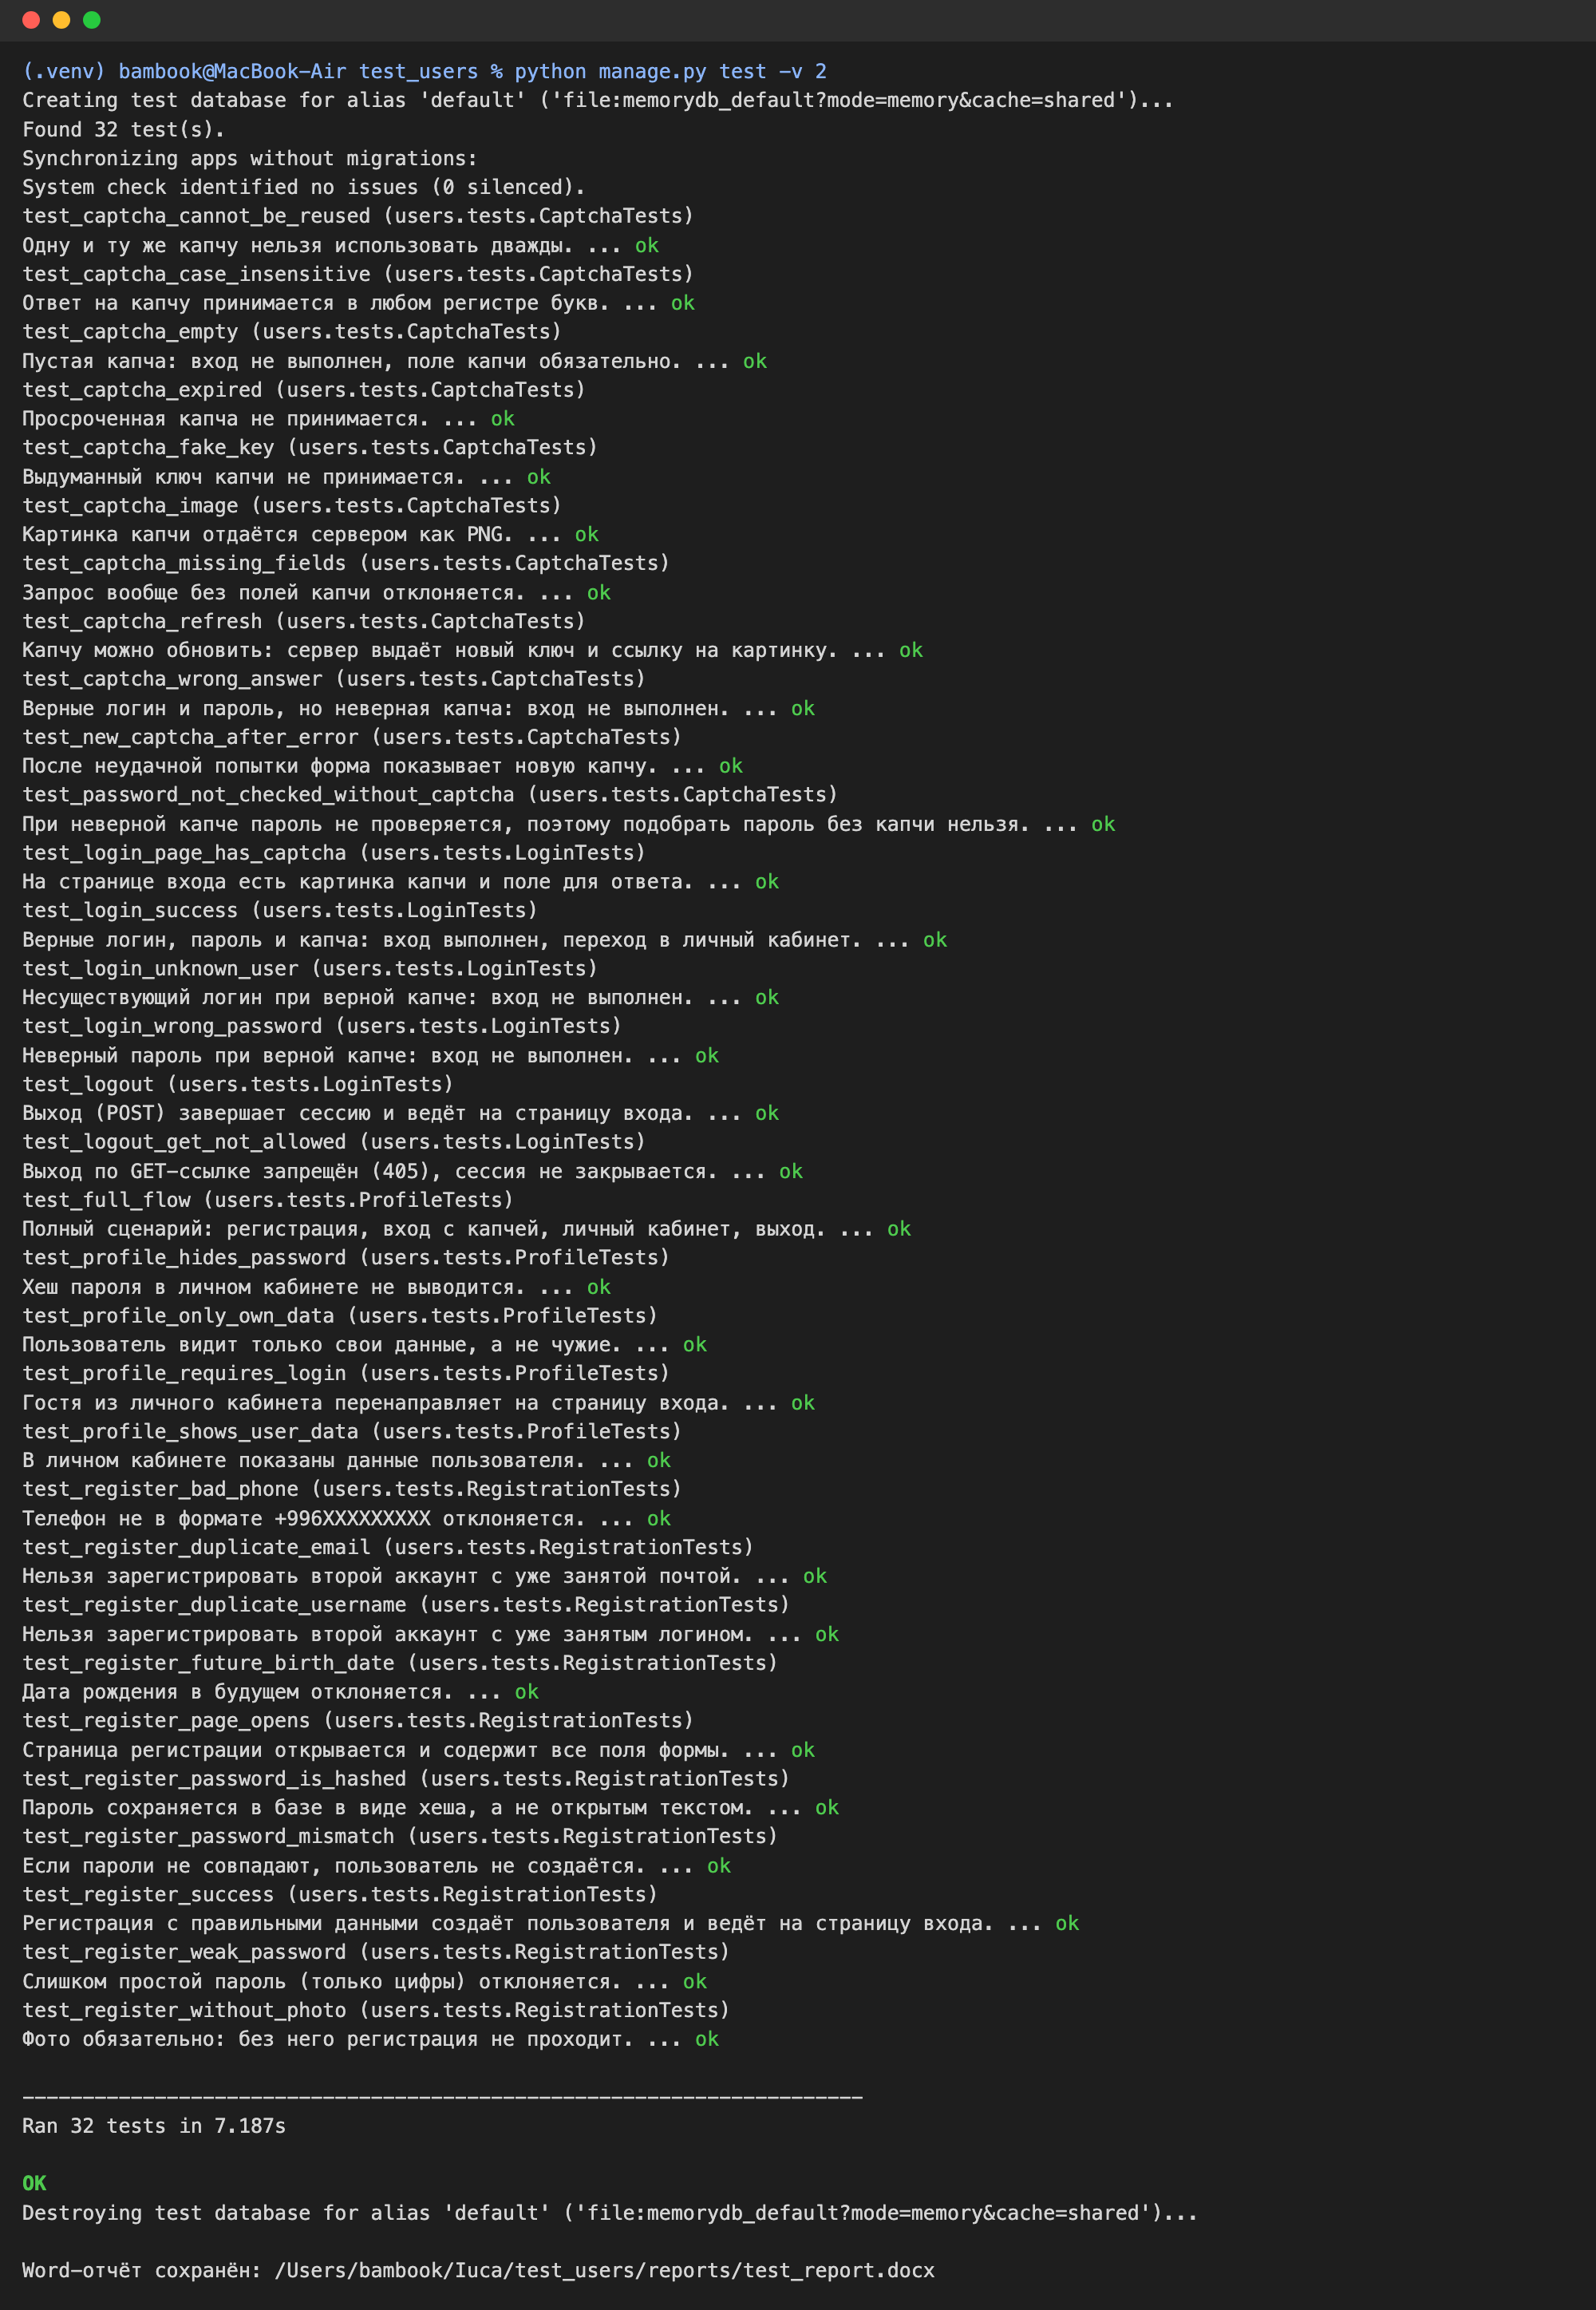 (.venv) bambook@MacBook-Air test_users % python manage.py test -v 2
Creating test database for alias 'default' ('file:memorydb_default?mode=memory&cache=shared')...
Found 32 test(s).
Synchronizing apps without migrations:
System check identified no issues (0 silenced).
test_captcha_cannot_be_reused (users.tests.CaptchaTests)
Одну и ту же капчу нельзя использовать дважды. ... ok
test_captcha_case_insensitive (users.tests.CaptchaTests)
Ответ на капчу принимается в любом регистре букв. ... ok
test_captcha_empty (users.tests.CaptchaTests)
Пустая капча: вход не выполнен, поле капчи обязательно. ... ok
test_captcha_expired (users.tests.CaptchaTests)
Просроченная капча не принимается. ... ok
test_captcha_fake_key (users.tests.CaptchaTests)
Выдуманный ключ капчи не принимается. ... ok
test_captcha_image (users.tests.CaptchaTests)
Картинка капчи отдаётся сервером как PNG. ... ok
test_captcha_missing_fields (users.tests.CaptchaTests)
Запрос вообще без полей капчи отклоняется. ... ok
test_captcha_refresh (users.tests.CaptchaTests)
Капчу можно обновить: сервер выдаёт новый ключ и ссылку на картинку. ... ok
test_captcha_wrong_answer (users.tests.CaptchaTests)
Верные логин и пароль, но неверная капча: вход не выполнен. ... ok
test_new_captcha_after_error (users.tests.CaptchaTests)
После неудачной попытки форма показывает новую капчу. ... ok
test_password_not_checked_without_captcha (users.tests.CaptchaTests)
При неверной капче пароль не проверяется, поэтому подобрать пароль без капчи нельзя. ... ok
test_login_page_has_captcha (users.tests.LoginTests)
На странице входа есть картинка капчи и поле для ответа. ... ok
test_login_success (users.tests.LoginTests)
Верные логин, пароль и капча: вход выполнен, переход в личный кабинет. ... ok
test_login_unknown_user (users.tests.LoginTests)
Несуществующий логин при верной капче: вход не выполнен. ... ok
test_login_wrong_password (users.tests.LoginTests)
Неверный пароль при верной капче: вход не выполнен. ... ok
test_logout (users.tests.LoginTests)
Выход (POST) завершает сессию и ведёт на страницу входа. ... ok
test_logout_get_not_allowed (users.tests.LoginTests)
Выход по GET-ссылке запрещён (405), сессия не закрывается. ... ok
test_full_flow (users.tests.ProfileTests)
Полный сценарий: регистрация, вход с капчей, личный кабинет, выход. ... ok
test_profile_hides_password (users.tests.ProfileTests)
Хеш пароля в личном кабинете не выводится. ... ok
test_profile_only_own_data (users.tests.ProfileTests)
Пользователь видит только свои данные, а не чужие. ... ok
test_profile_requires_login (users.tests.ProfileTests)
Гостя из личного кабинета перенаправляет на страницу входа. ... ok
test_profile_shows_user_data (users.tests.ProfileTests)
В личном кабинете показаны данные пользователя. ... ok
test_register_bad_phone (users.tests.RegistrationTests)
Телефон не в формате +996XXXXXXXXX отклоняется. ... ok
test_register_duplicate_email (users.tests.RegistrationTests)
Нельзя зарегистрировать второй аккаунт с уже занятой почтой. ... ok
test_register_duplicate_username (users.tests.RegistrationTests)
Нельзя зарегистрировать второй аккаунт с уже занятым логином. ... ok
test_register_future_birth_date (users.tests.RegistrationTests)
Дата рождения в будущем отклоняется. ... ok
test_register_page_opens (users.tests.RegistrationTests)
Страница регистрации открывается и содержит все поля формы. ... ok
test_register_password_is_hashed (users.tests.RegistrationTests)
Пароль сохраняется в базе в виде хеша, а не открытым текстом. ... ok
test_register_password_mismatch (users.tests.RegistrationTests)
Если пароли не совпадают, пользователь не создаётся. ... ok
test_register_success (users.tests.RegistrationTests)
Регистрация с правильными данными создаёт пользователя и ведёт на страницу входа. ... ok
test_register_weak_password (users.tests.RegistrationTests)
Слишком простой пароль (только цифры) отклоняется. ... ok
test_register_without_photo (users.tests.RegistrationTests)
Фото обязательно: без него регистрация не проходит. ... ok
----------------------------------------------------------------------
Ran 32 tests in 7.187s
OK
Destroying test database for alias 'default' ('file:memorydb_default?mode=memory&cache=shared')...
Word-отчёт сохранён: /Users/bambook/Iuca/test_users/reports/test_report.docx